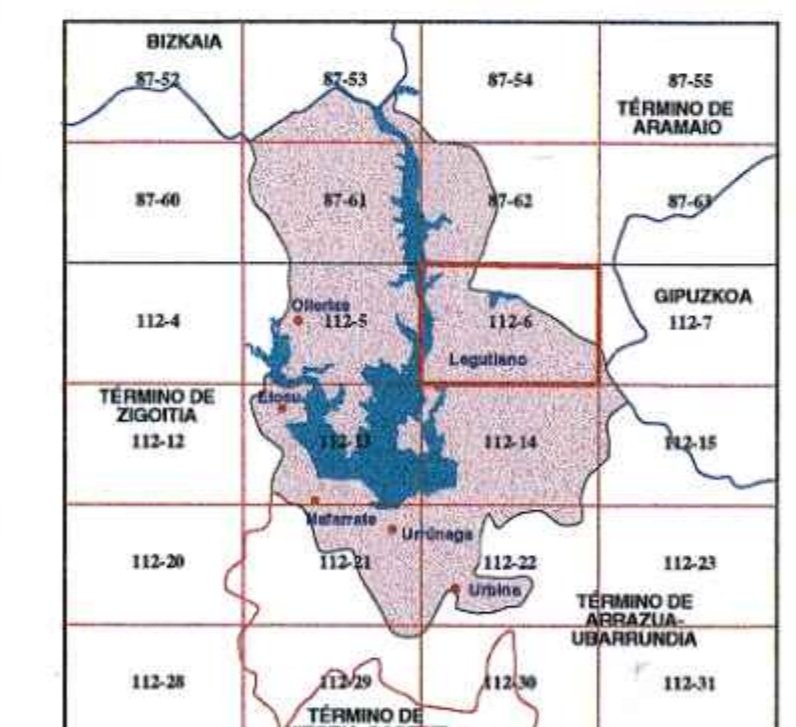 BIZKAIA
87-52
87-53
87-54
87-55
TÉRMINO DE
ARAMAIO
87-60
87-61
87-62
87-63
GIPUZKOA
Olleries
112-4
112-5
112-6
112-7
Legutiano
TÉRMINO DE
ZIGOITIA
Elosu
112-12
112-13
112-14
112-15
Nafarrate
Urrúnaga
112-20
112-21
112-22
112-23
Urbina
TÉRMINO DE
ARRAZUA-
UBARRUNDIA
112-28
112-29
112-30
112-31
TÉRMINO DE